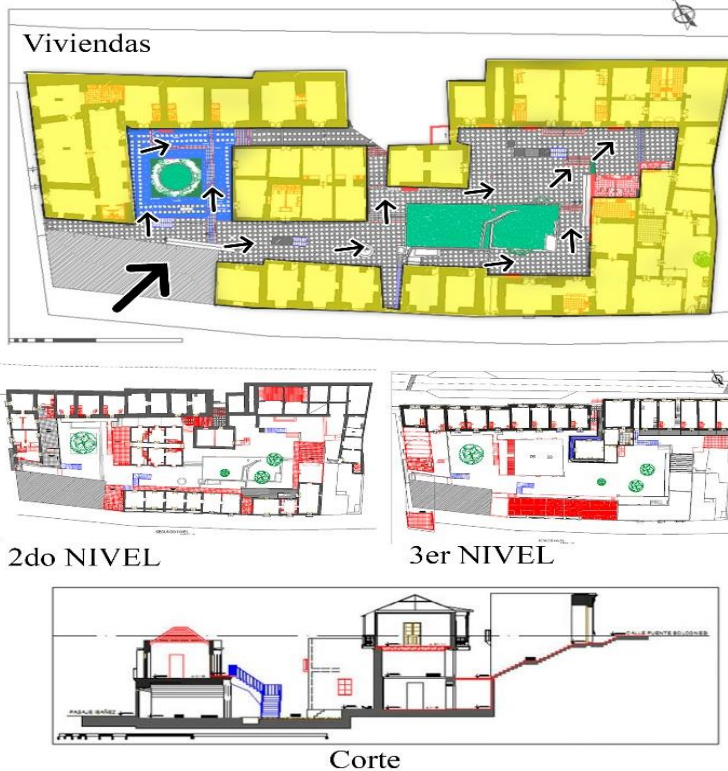 Viviendas
2do NIVEL
3er NIVEL
CALLE PUENTE BOLOGNESI
PASAJE IBAÑEZ
Corte